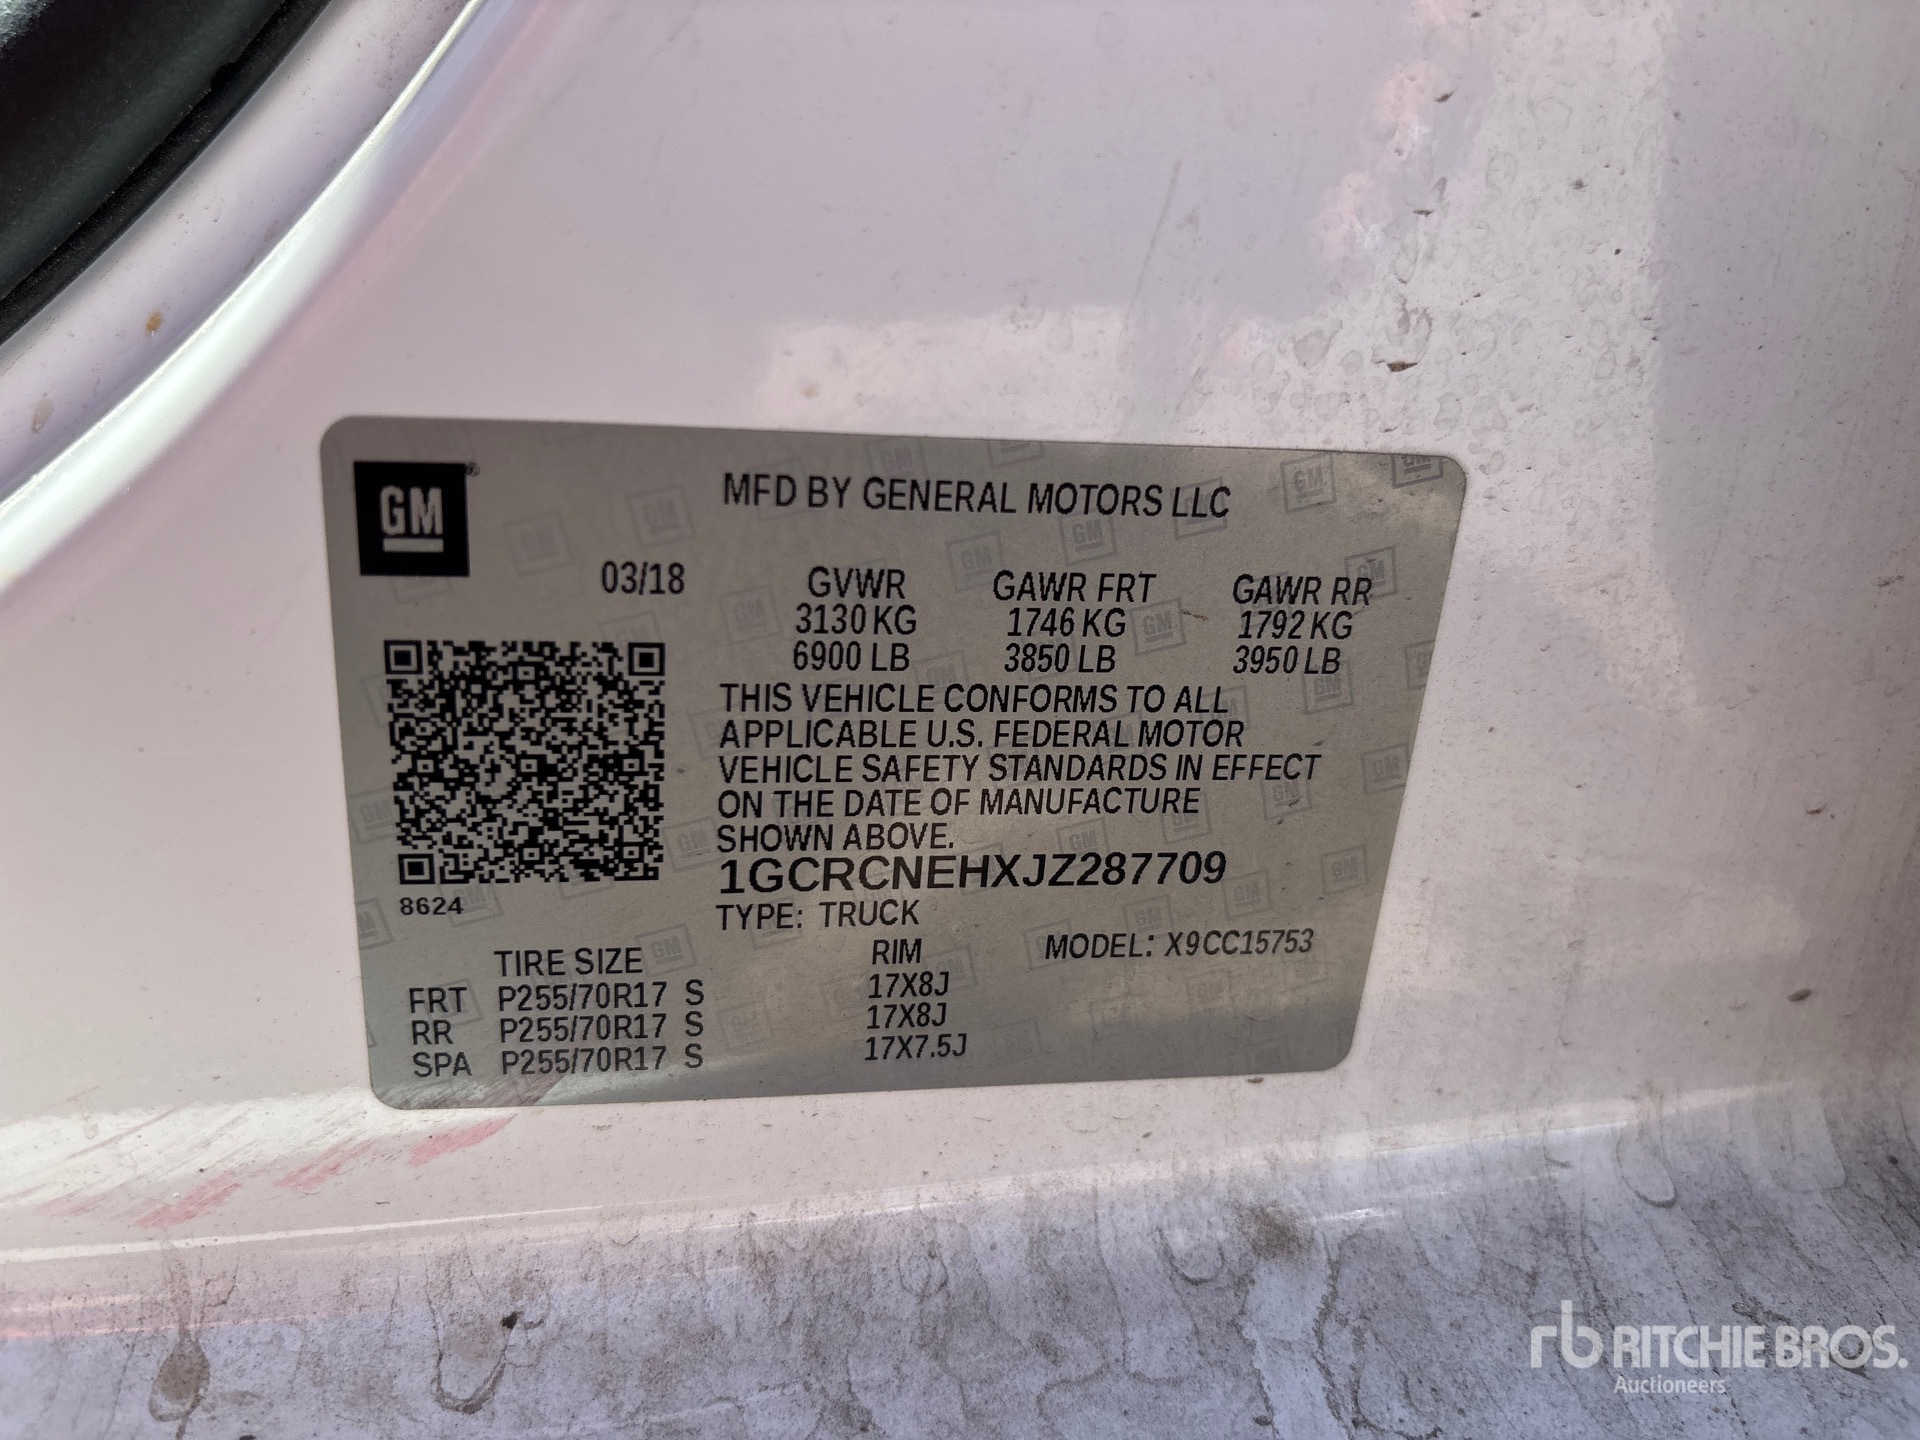 GM
MFD BY GENERAL MOTORS LLC
03/18 GVWR GAWR FRT GAWR RR
3130 KG 1746 KG 1792 KG
6900 LB 3850 LB 3950 LB
THIS VEHICLE CONFORMS TO ALL
APPLICABLE U.S. FEDERAL MOTOR
VEHICLE SAFETY STANDARDS IN EFFECT
ON THE DATE OF MANUFACTURE
SHOWN ABOVE.
1GCRCNEHXJZ287709
8624
TYPE: TRUCK
TIRE SIZE RIM MODEL: X9CC15753
FRT P255/70R17 S 17X8J
RR P255/70R17 S 17X8J
SPA P255/70R17 S 17X7.5J
rb RITCHIE BROS.
Auctioneers